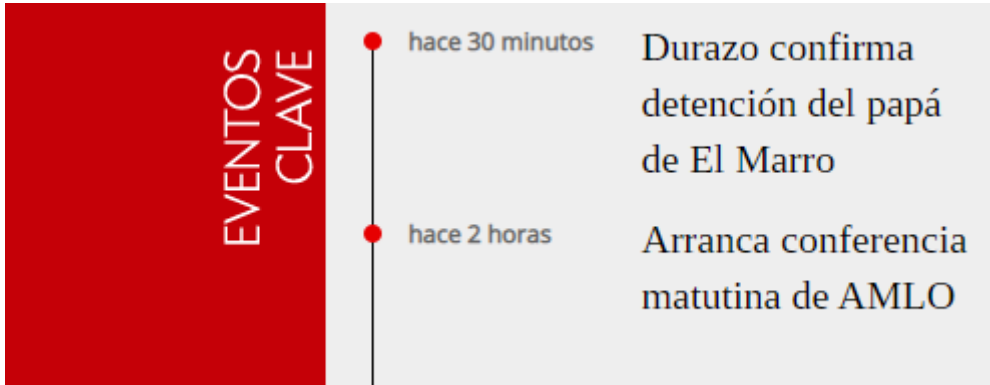 EVENTOS
CLAVE
hace 30 minutos
Durazo confirma
detención del papá
de El Marro
hace 2 horas
Arranca conferencia
matutina de AMLO